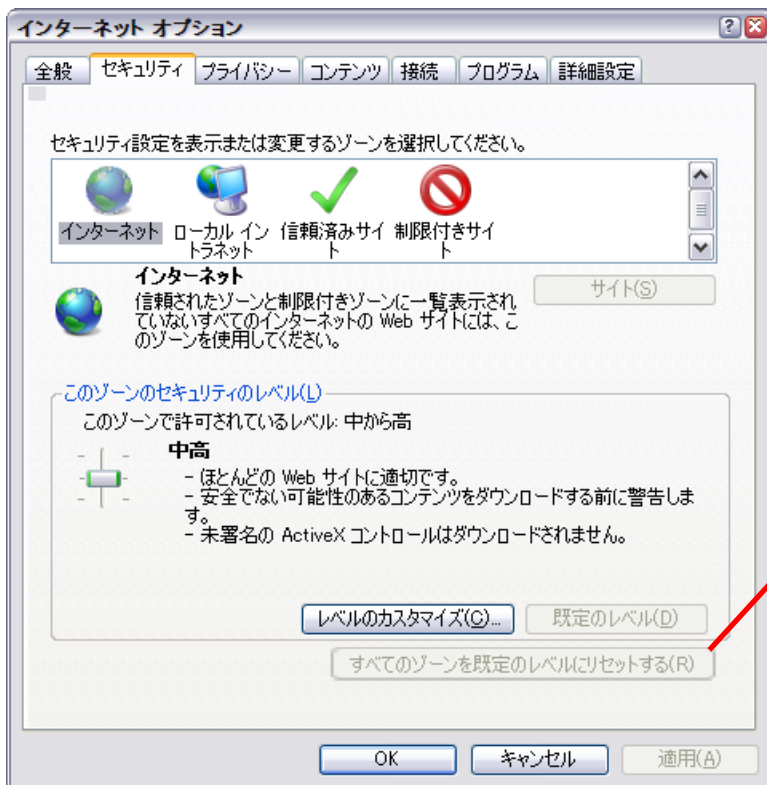 インターネット オプション
全般 セキュリティ プライバシー コンテンツ 接続 プログラム 詳細設定
セキュリティ設定を表示または変更するゾーンを選択してください。
インターネット
ローカル イン
トラネット
信頼済みサイ
ト
制限付きサイ
ト
インターネット
信頼されたゾーンと制限付きゾーンに一覧表示され
ていないすべてのインターネットの Web サイトには、こ
のゾーンを使用してください。
サイト(S)
このゾーンのセキュリティのレベル(L)
このゾーンで許可されているレベル: 中から高
中高
- ほとんどの Web サイトに適切です。
- 安全でない可能性のあるコンテンツをダウンロードする前に警告しま
す。
- 未署名の ActiveX コントロールはダウンロードされません。
レベルのカスタマイズ(C)... 既定のレベル(D)
すべてのゾーンを既定のレベルにリセットする(R)
OK キャンセル 適用(A)